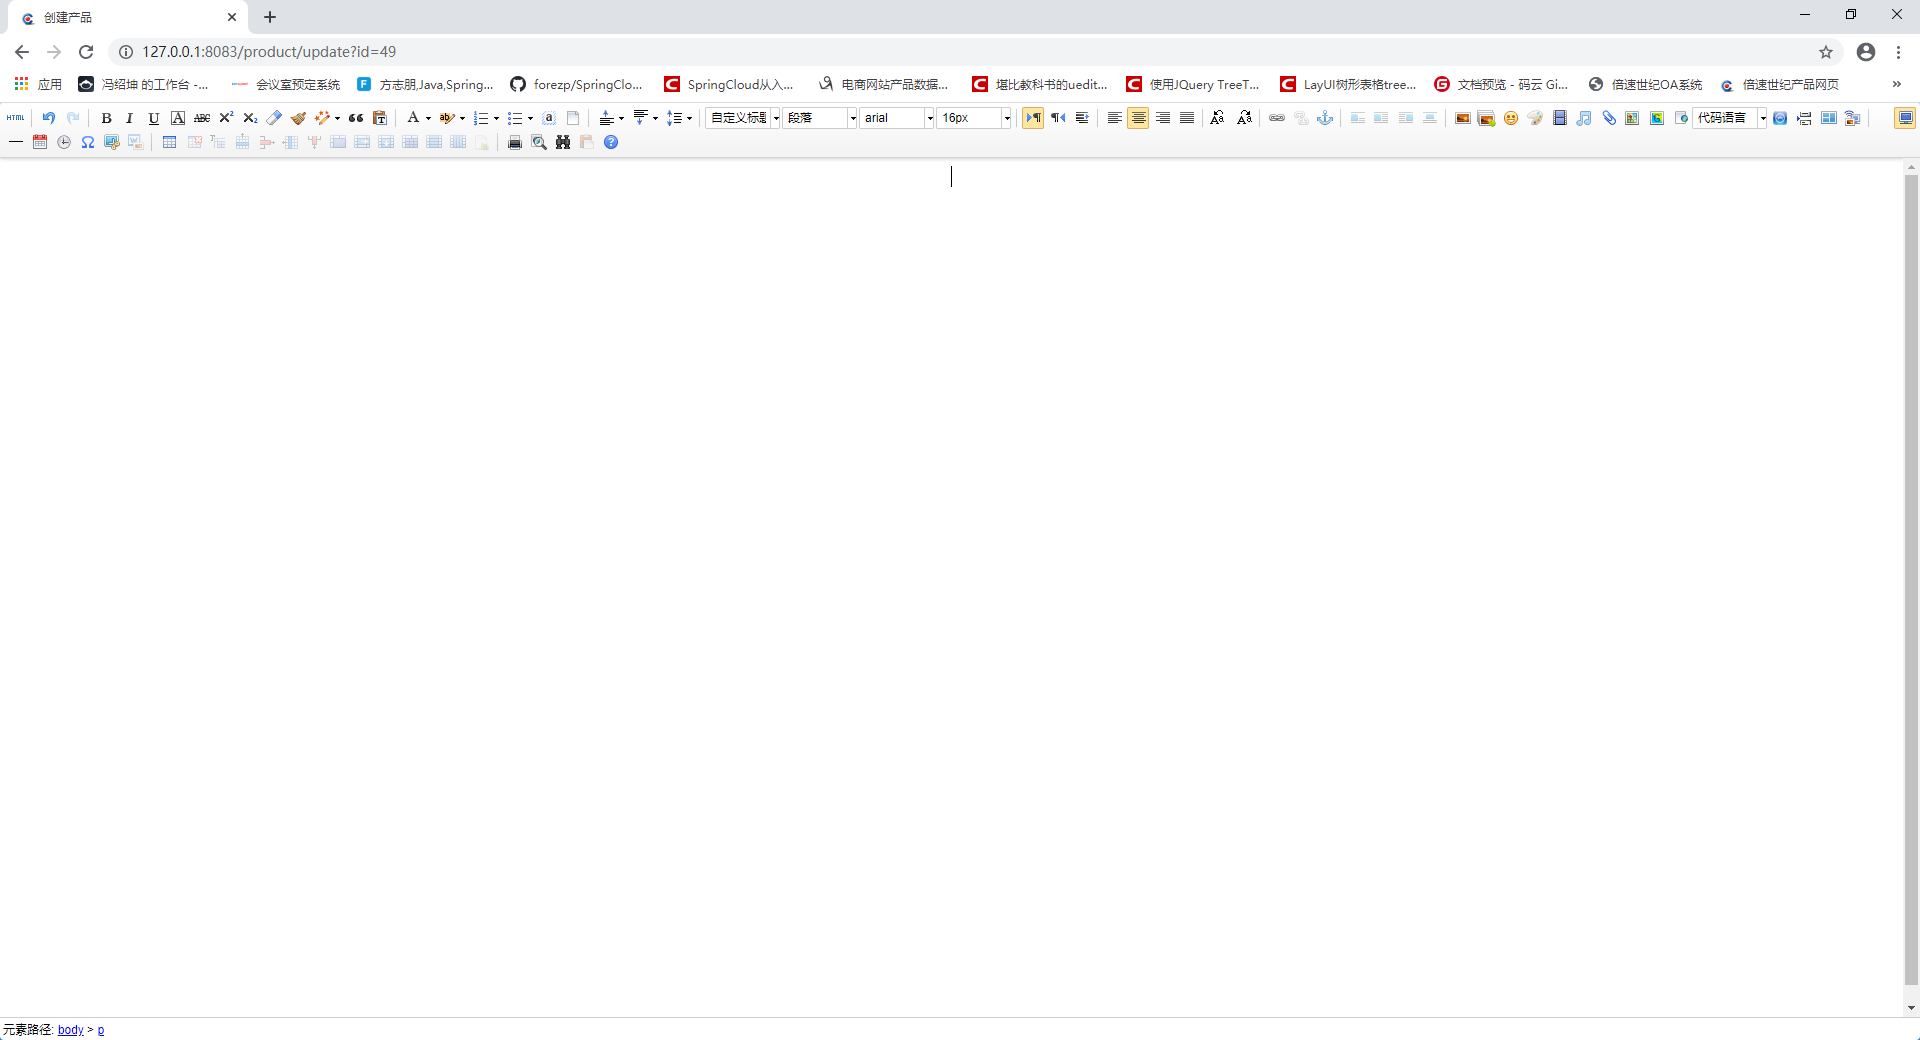 创建产品
127.0.0.1:8083/product/update?id=49
应用 冯绍坤 的工作台 -... 会议室预定系统 方志朋,Java,Spring... forezp/SpringClo... SpringCloud从入... 电商网站产品数据... 堪比教科书的uedit... 使用JQuery TreeT... LayUI树形表格tree... 文档预览 - 码云 Gi... 倍速世纪OA系统 倍速世纪产品网页 »
HTML B I U A ABC X² X₂ A ab a 自定义标题 段落 arial 16px 代码语言
元素路径: body > p